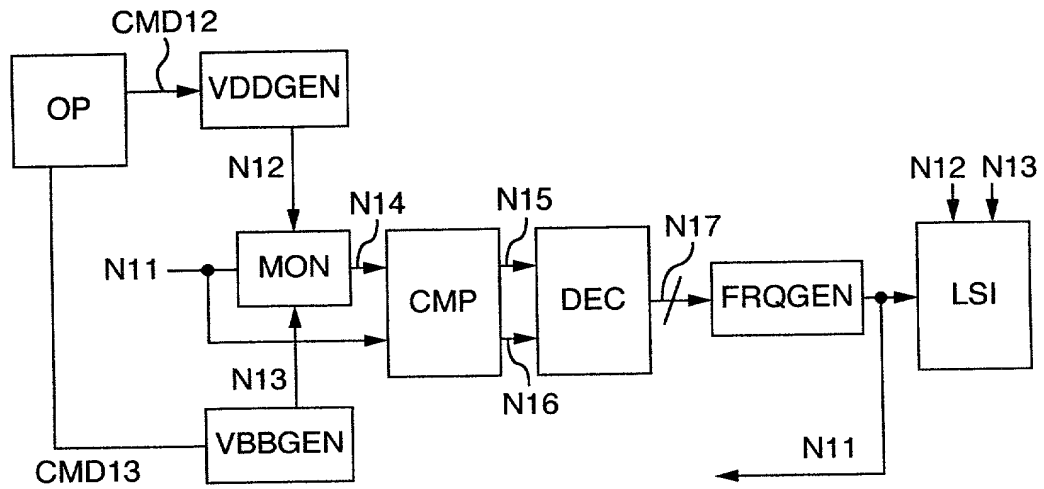 CMD12
OP
VDDGEN
N12
N12 N13
N14
N15
N17
N11
MON
CMP
DEC
FRQGEN
LSI
N13
N16
VBBGEN
N11
CMD13